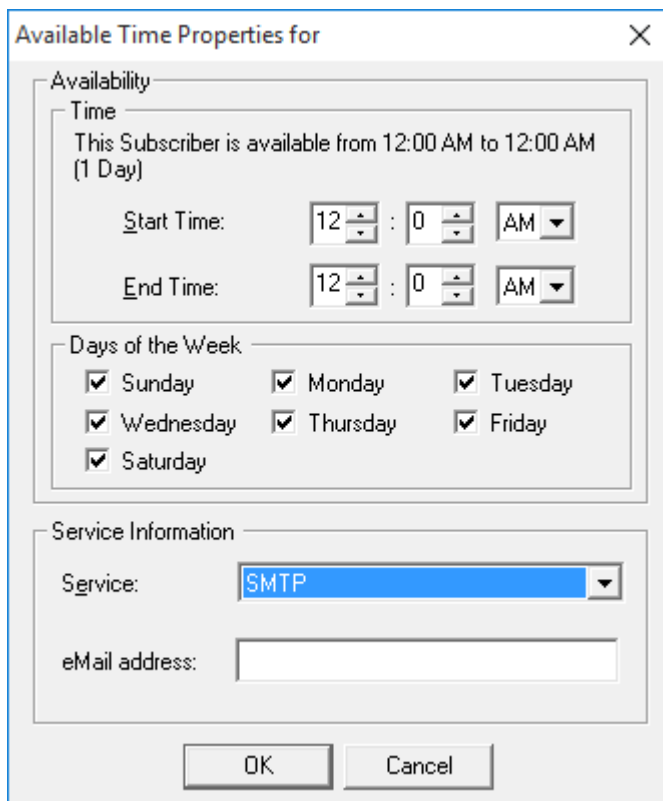 Available Time Properties for
Availability
Time
This Subscriber is available from 12:00 AM to 12:00 AM
(1 Day)
Start Time: 12 : 0 AM
End Time: 12 : 0 AM
Days of the Week
Sunday Monday Tuesday
Wednesday Thursday Friday
Saturday
Service Information
Service: SMTP
eMail address:
OK Cancel